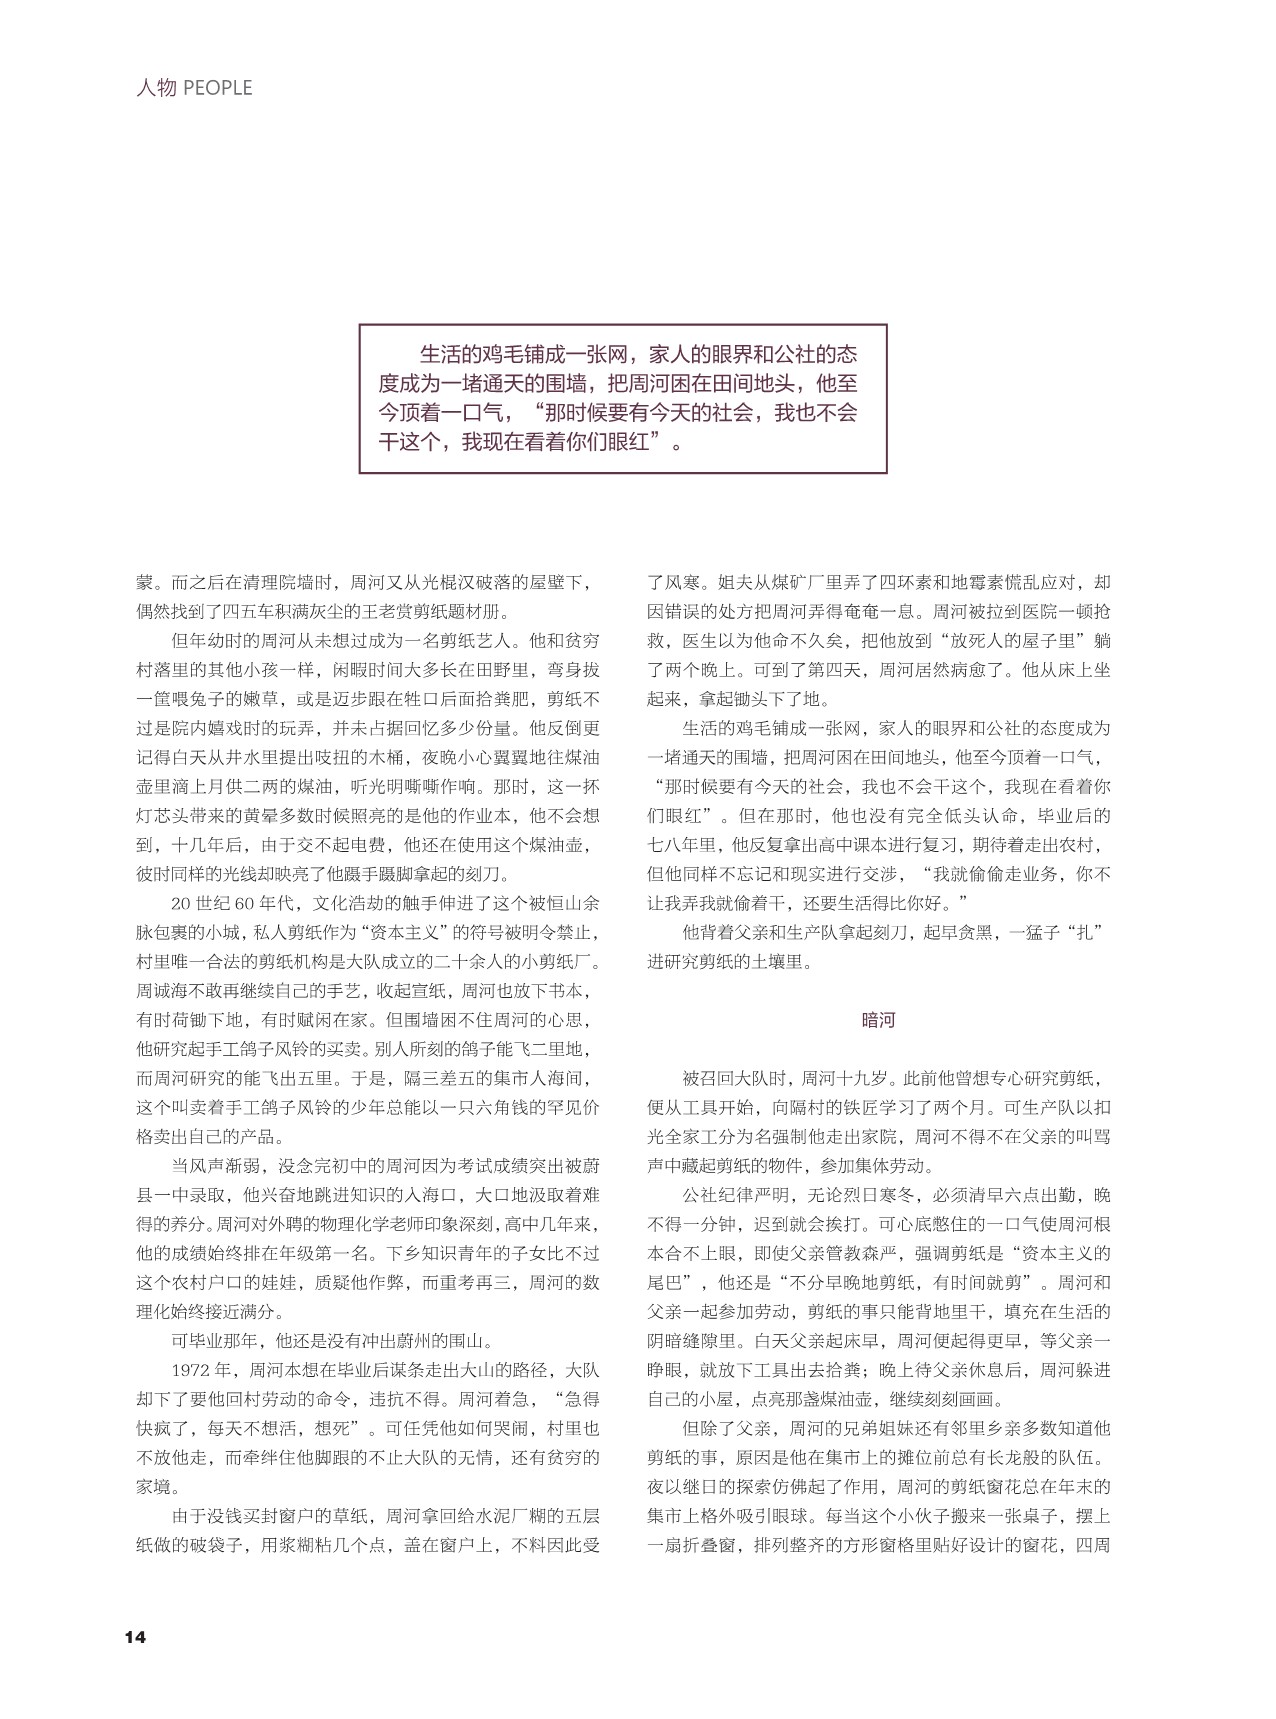 人物 PEOPLE
生活的鸡毛铺成一张网，家人的眼界和公社的态
度成为一堵通天的围墙，把周河困在田间地头，他至
今顶着一口气，“那时候要有今天的社会，我也不会
干这个，我现在看着你们眼红”。
蒙。而之后在清理院墙时，周河又从光棍汉破落的屋壁下，
偶然找到了四五车积满灰尘的王老赏剪纸题材册。
但年幼时的周河从未想过成为一名剪纸艺人。他和贫穷
村落里的其他小孩一样，闲暇时间大多长在田野里，弯身拔
一筐喂兔子的嫩草，或是迈步跟在牲口后面拾粪肥，剪纸不
过是院内嬉戏时的玩弄，并未占据回忆多少份量。他反倒更
记得白天从井水里提出吱扭的木桶，夜晚小心翼翼地往煤油
壶里滴上月供二两的煤油，听光明嘶嘶作响。那时，这一抔
灯芯头带来的黄晕多数时候照亮的是他的作业本，他不会想
到，十几年后，由于交不起电费，他还在使用这个煤油壶，
彼时同样的光线却映亮了他蹑手蹑脚拿起的刻刀。
20 世纪 60 年代，文化浩劫的触手伸进了这个被恒山余
脉包裹的小城，私人剪纸作为“资本主义”的符号被明令禁止，
村里唯一合法的剪纸机构是大队成立的二十余人的小剪纸厂。
周诚海不敢再继续自己的手艺，收起宣纸，周河也放下书本，
有时荷锄下地，有时赋闲在家。但围墙困不住周河的心思，
他研究起手工鸽子风铃的买卖。别人所刻的鸽子能飞二里地，
而周河研究的能飞出五里。于是，隔三差五的集市人海间，
这个叫卖着手工鸽子风铃的少年总能以一只六角钱的罕见价
格卖出自己的产品。
当风声渐弱，没念完初中的周河因为考试成绩突出被蔚
县一中录取，他兴奋地跳进知识的入海口，大口地汲取着难
得的养分。周河对外聘的物理化学老师印象深刻，高中几年来，
他的成绩始终排在年级第一名。下乡知识青年的子女比不过
这个农村户口的娃娃，质疑他作弊，而重考再三，周河的数
理化始终接近满分。
可毕业那年，他还是没有冲出蔚州的围山。
1972 年，周河本想在毕业后谋条走出大山的路径，大队
却下了要他回村劳动的命令，违抗不得。周河着急，“急得
快疯了，每天不想活，想死”。可任凭他如何哭闹，村里也
不放他走，而牵绊住他脚跟的不止大队的无情，还有贫穷的
家境。
由于没钱买封窗户的草纸，周河拿回给水泥厂糊的五层
纸做的破袋子，用浆糊粘几个点，盖在窗户上，不料因此受
了风寒。姐夫从煤矿厂里弄了四环素和地霉素慌乱应对，却
因错误的处方把周河弄得奄奄一息。周河被拉到医院一顿抢
救，医生以为他命不久矣，把他放到“放死人的屋子里”躺
了两个晚上。可到了第四天，周河居然病愈了。他从床上坐
起来，拿起锄头下了地。
生活的鸡毛铺成一张网，家人的眼界和公社的态度成为
一堵通天的围墙，把周河困在田间地头，他至今顶着一口气，
“那时候要有今天的社会，我也不会干这个，我现在看着你
们眼红”。但在那时，他也没有完全低头认命，毕业后的
七八年里，他反复拿出高中课本进行复习，期待着走出农村，
但他同样不忘记和现实进行交涉，“我就偷偷走业务，你不
让我弄我就偷着干，还要生活得比你好。”
他背着父亲和生产队拿起刻刀，起早贪黑，一猛子“扎”
进研究剪纸的土壤里。
暗河
被召回大队时，周河十九岁。此前他曾想专心研究剪纸，
便从工具开始，向隔村的铁匠学习了两个月。可生产队以扣
光全家工分为名强制他走出家院，周河不得不在父亲的叫骂
声中藏起剪纸的物件，参加集体劳动。
公社纪律严明，无论烈日寒冬，必须清早六点出勤，晚
不得一分钟，迟到就会挨打。可心底憋住的一口气使周河根
本合不上眼，即使父亲管教森严，强调剪纸是“资本主义的
尾巴”，他还是“不分早晚地剪纸，有时间就剪”。周河和
父亲一起参加劳动，剪纸的事只能背地里干，填充在生活的
阴暗缝隙里。白天父亲起床早，周河便起得更早，等父亲一
睁眼，就放下工具出去拾粪；晚上待父亲休息后，周河躲进
自己的小屋，点亮那盏煤油壶，继续刻刻画画。
但除了父亲，周河的兄弟姐妹还有邻里乡亲多数知道他
剪纸的事，原因是他在集市上的摊位前总有长龙般的队伍。
夜以继日的探索仿佛起了作用，周河的剪纸窗花总在年末的
集市上格外吸引眼球。每当这个小伙子搬来一张桌子，摆上
一扇折叠窗，排列整齐的方形窗格里贴好设计的窗花，四周
14